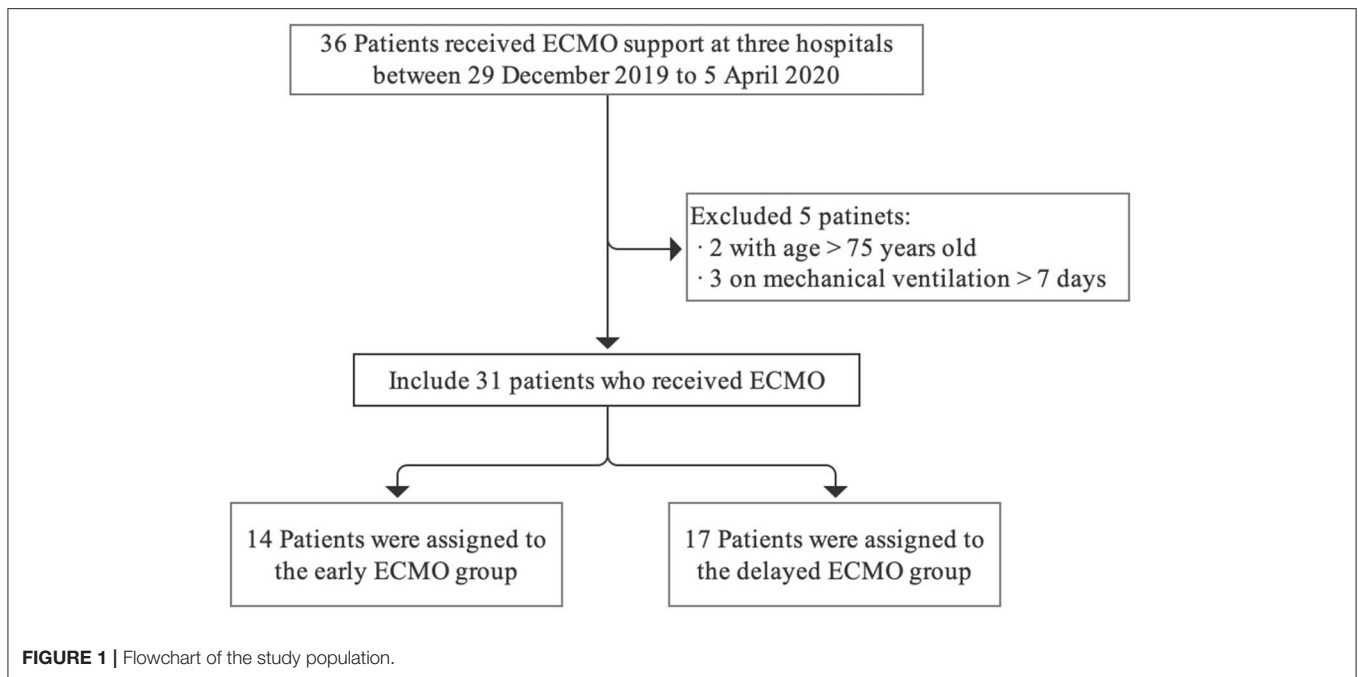 36 Patients received ECMO support at three hospitals
between 29 December 2019 to 5 April 2020
Excluded 5 patinets:
· 2 with age > 75 years old
· 3 on mechanical ventilation > 7 days
Include 31 patients who received ECMO
14 Patients were assigned to
the early ECMO group
17 Patients were assigned to
the delayed ECMO group
FIGURE 1 | Flowchart of the study population.